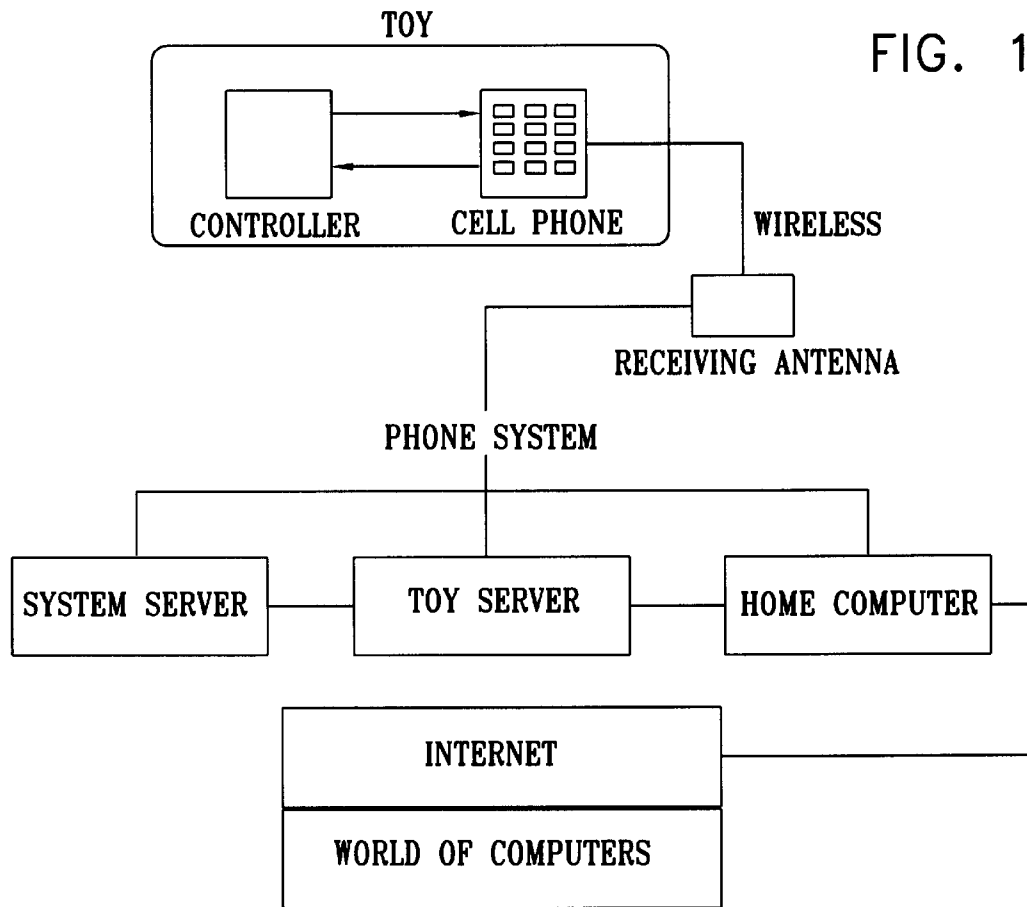 TOY
FIG. 1
CONTROLLER
CELL PHONE
WIRELESS
RECEIVING ANTENNA
PHONE SYSTEM
SYSTEM SERVER
TOY SERVER
HOME COMPUTER
INTERNET
WORLD OF COMPUTERS